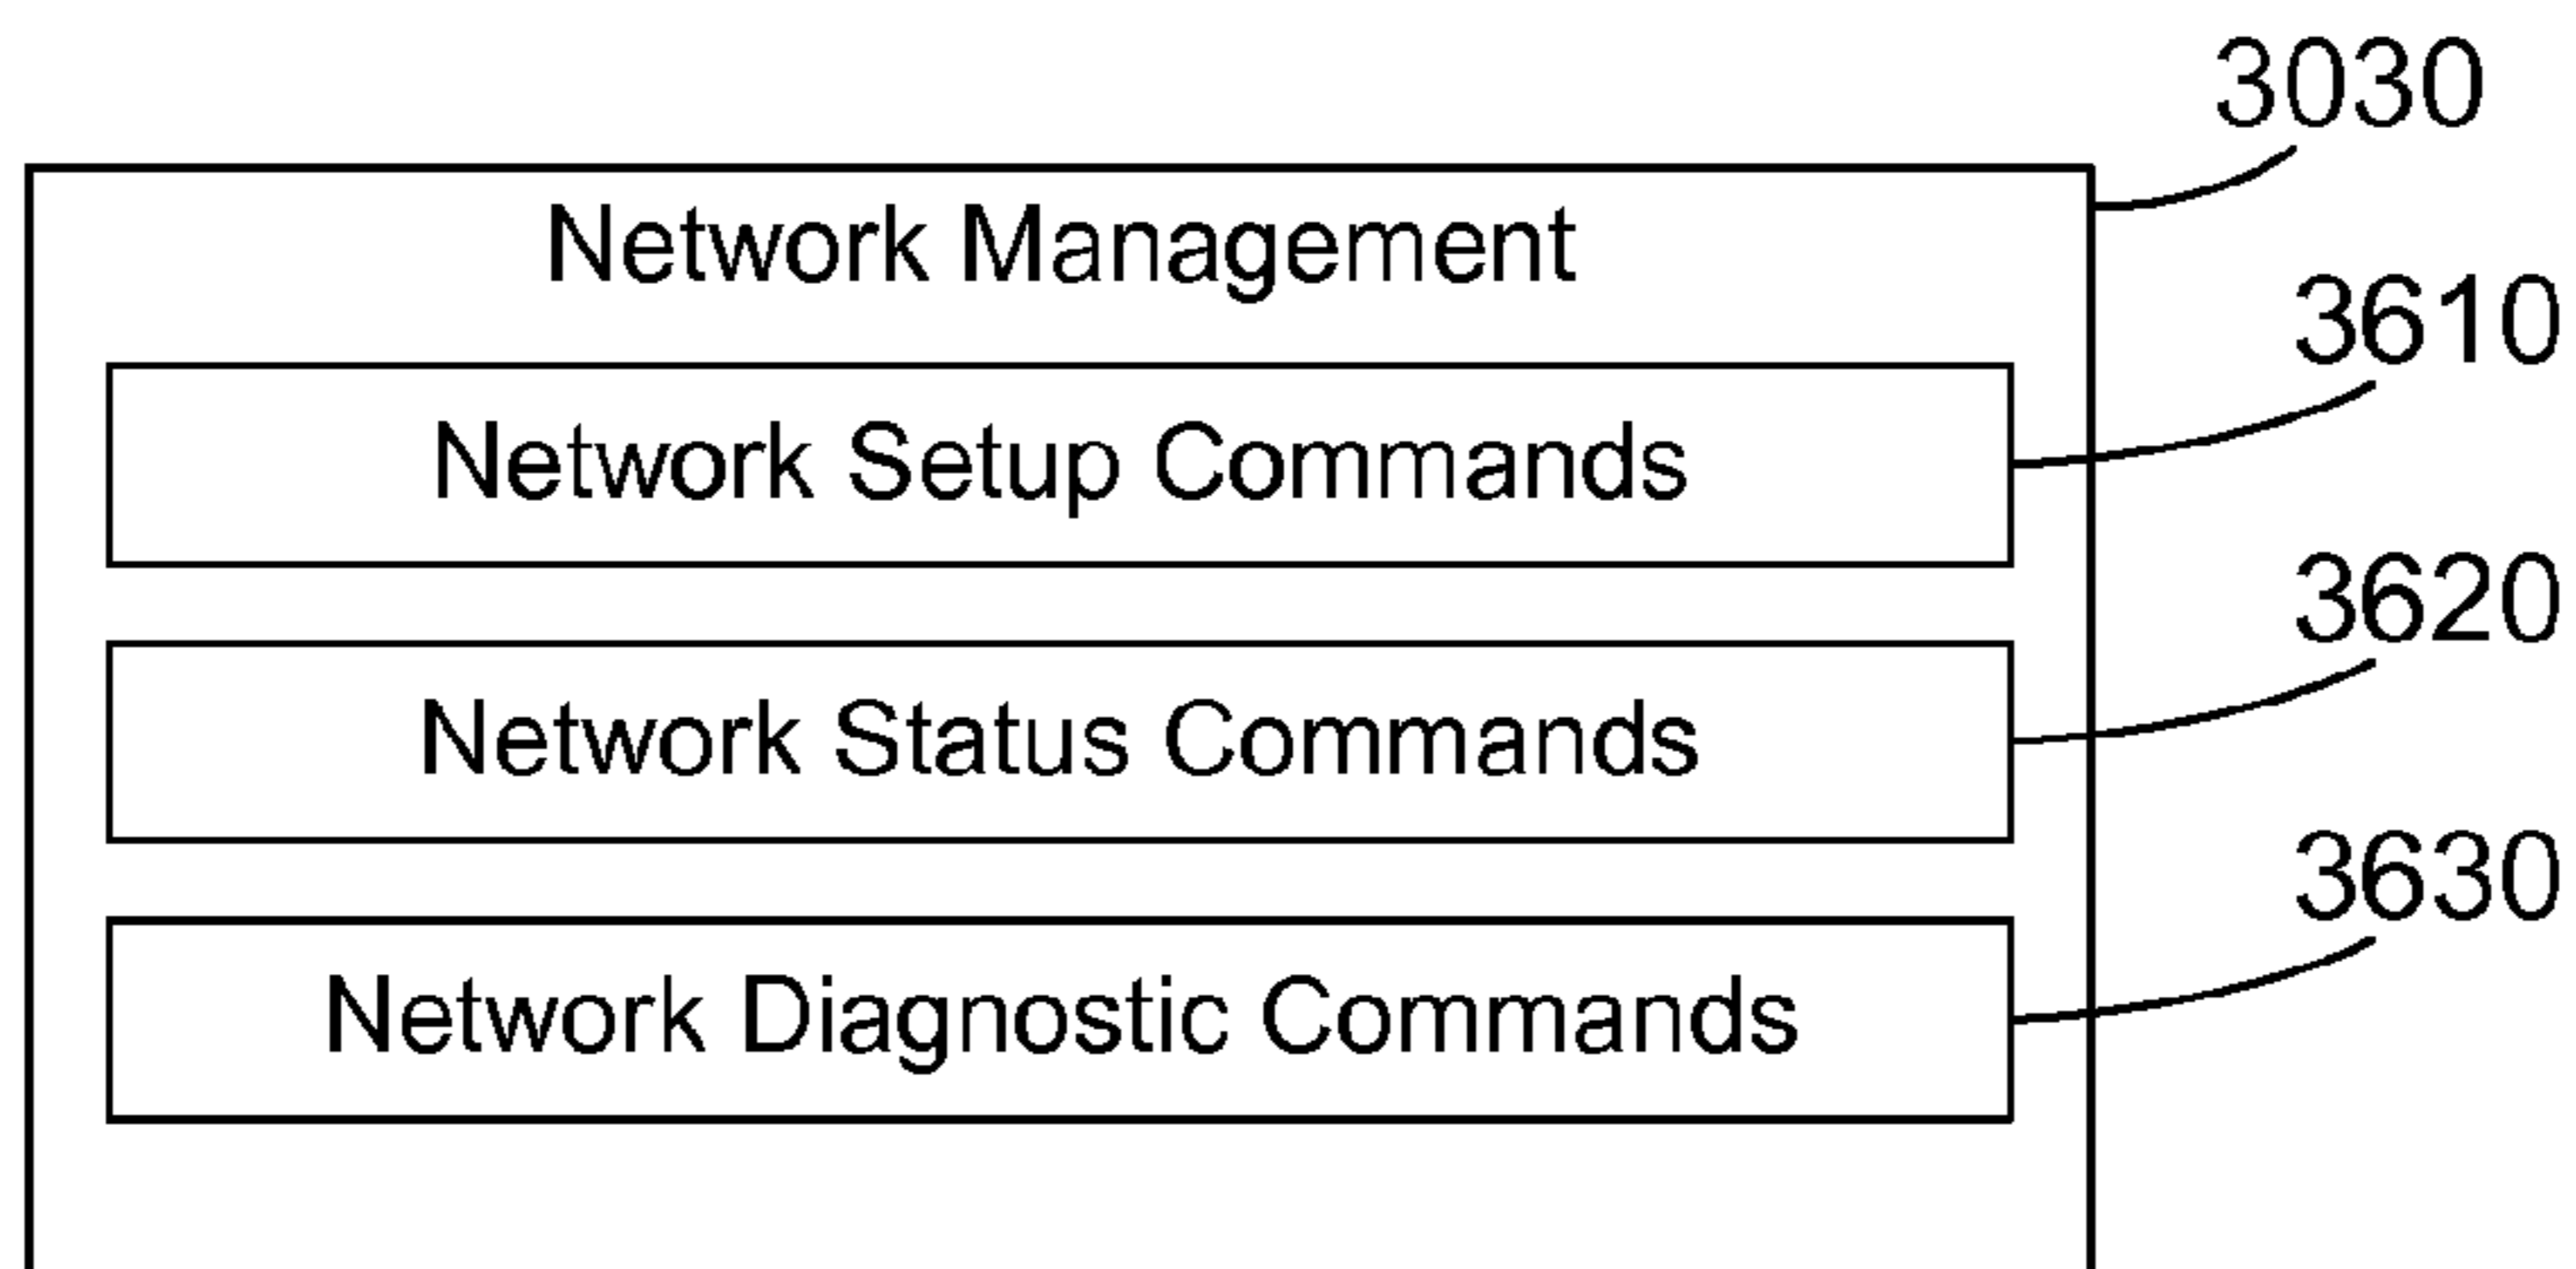 3030
Network Management
3610
Network Setup Commands
3620
Network Status Commands
3630
Network Diagnostic Commands